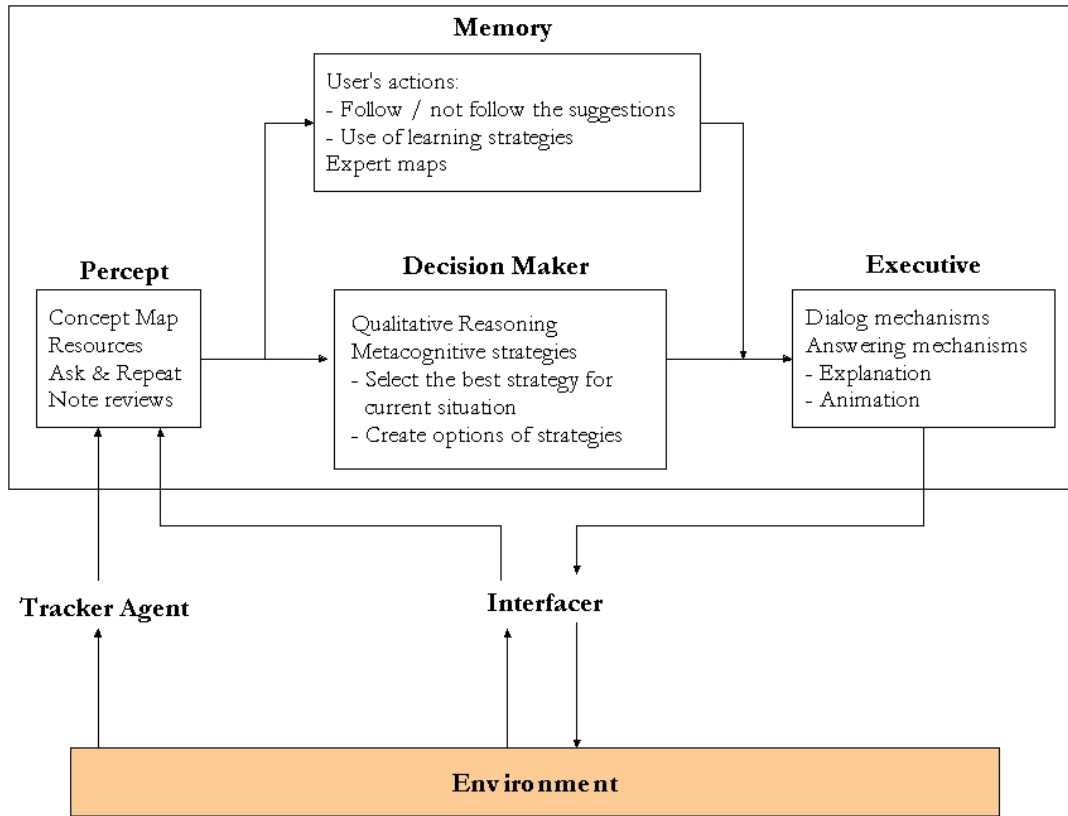 Memory
User's actions:
- Follow / not follow the suggestions
- Use of learning strategies
Expert maps
Percept
Concept Map
Resources
Ask & Repeat
Note reviews
Decision Maker
Qualitative Reasoning
Metacognitive strategies
- Select the best strategy for
current situation
- Create options of strategies
Executive
Dialog mechanisms
Answering mechanisms
- Explanation
- Animation
Tracker Agent
Interfacer
Environment